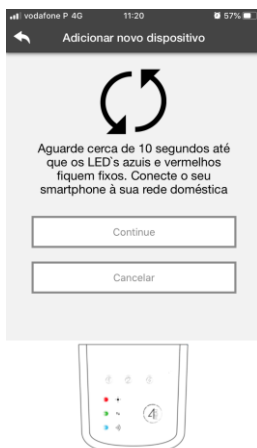 vodafone P 4G 11:20 57%
Adicionar novo dispositivo
Aguarde cerca de 10 segundos até
que os LED`s azuis e vermelhos
fiquem fixos. Conecte o seu
smartphone à sua rede doméstica
Continue
Cancelar